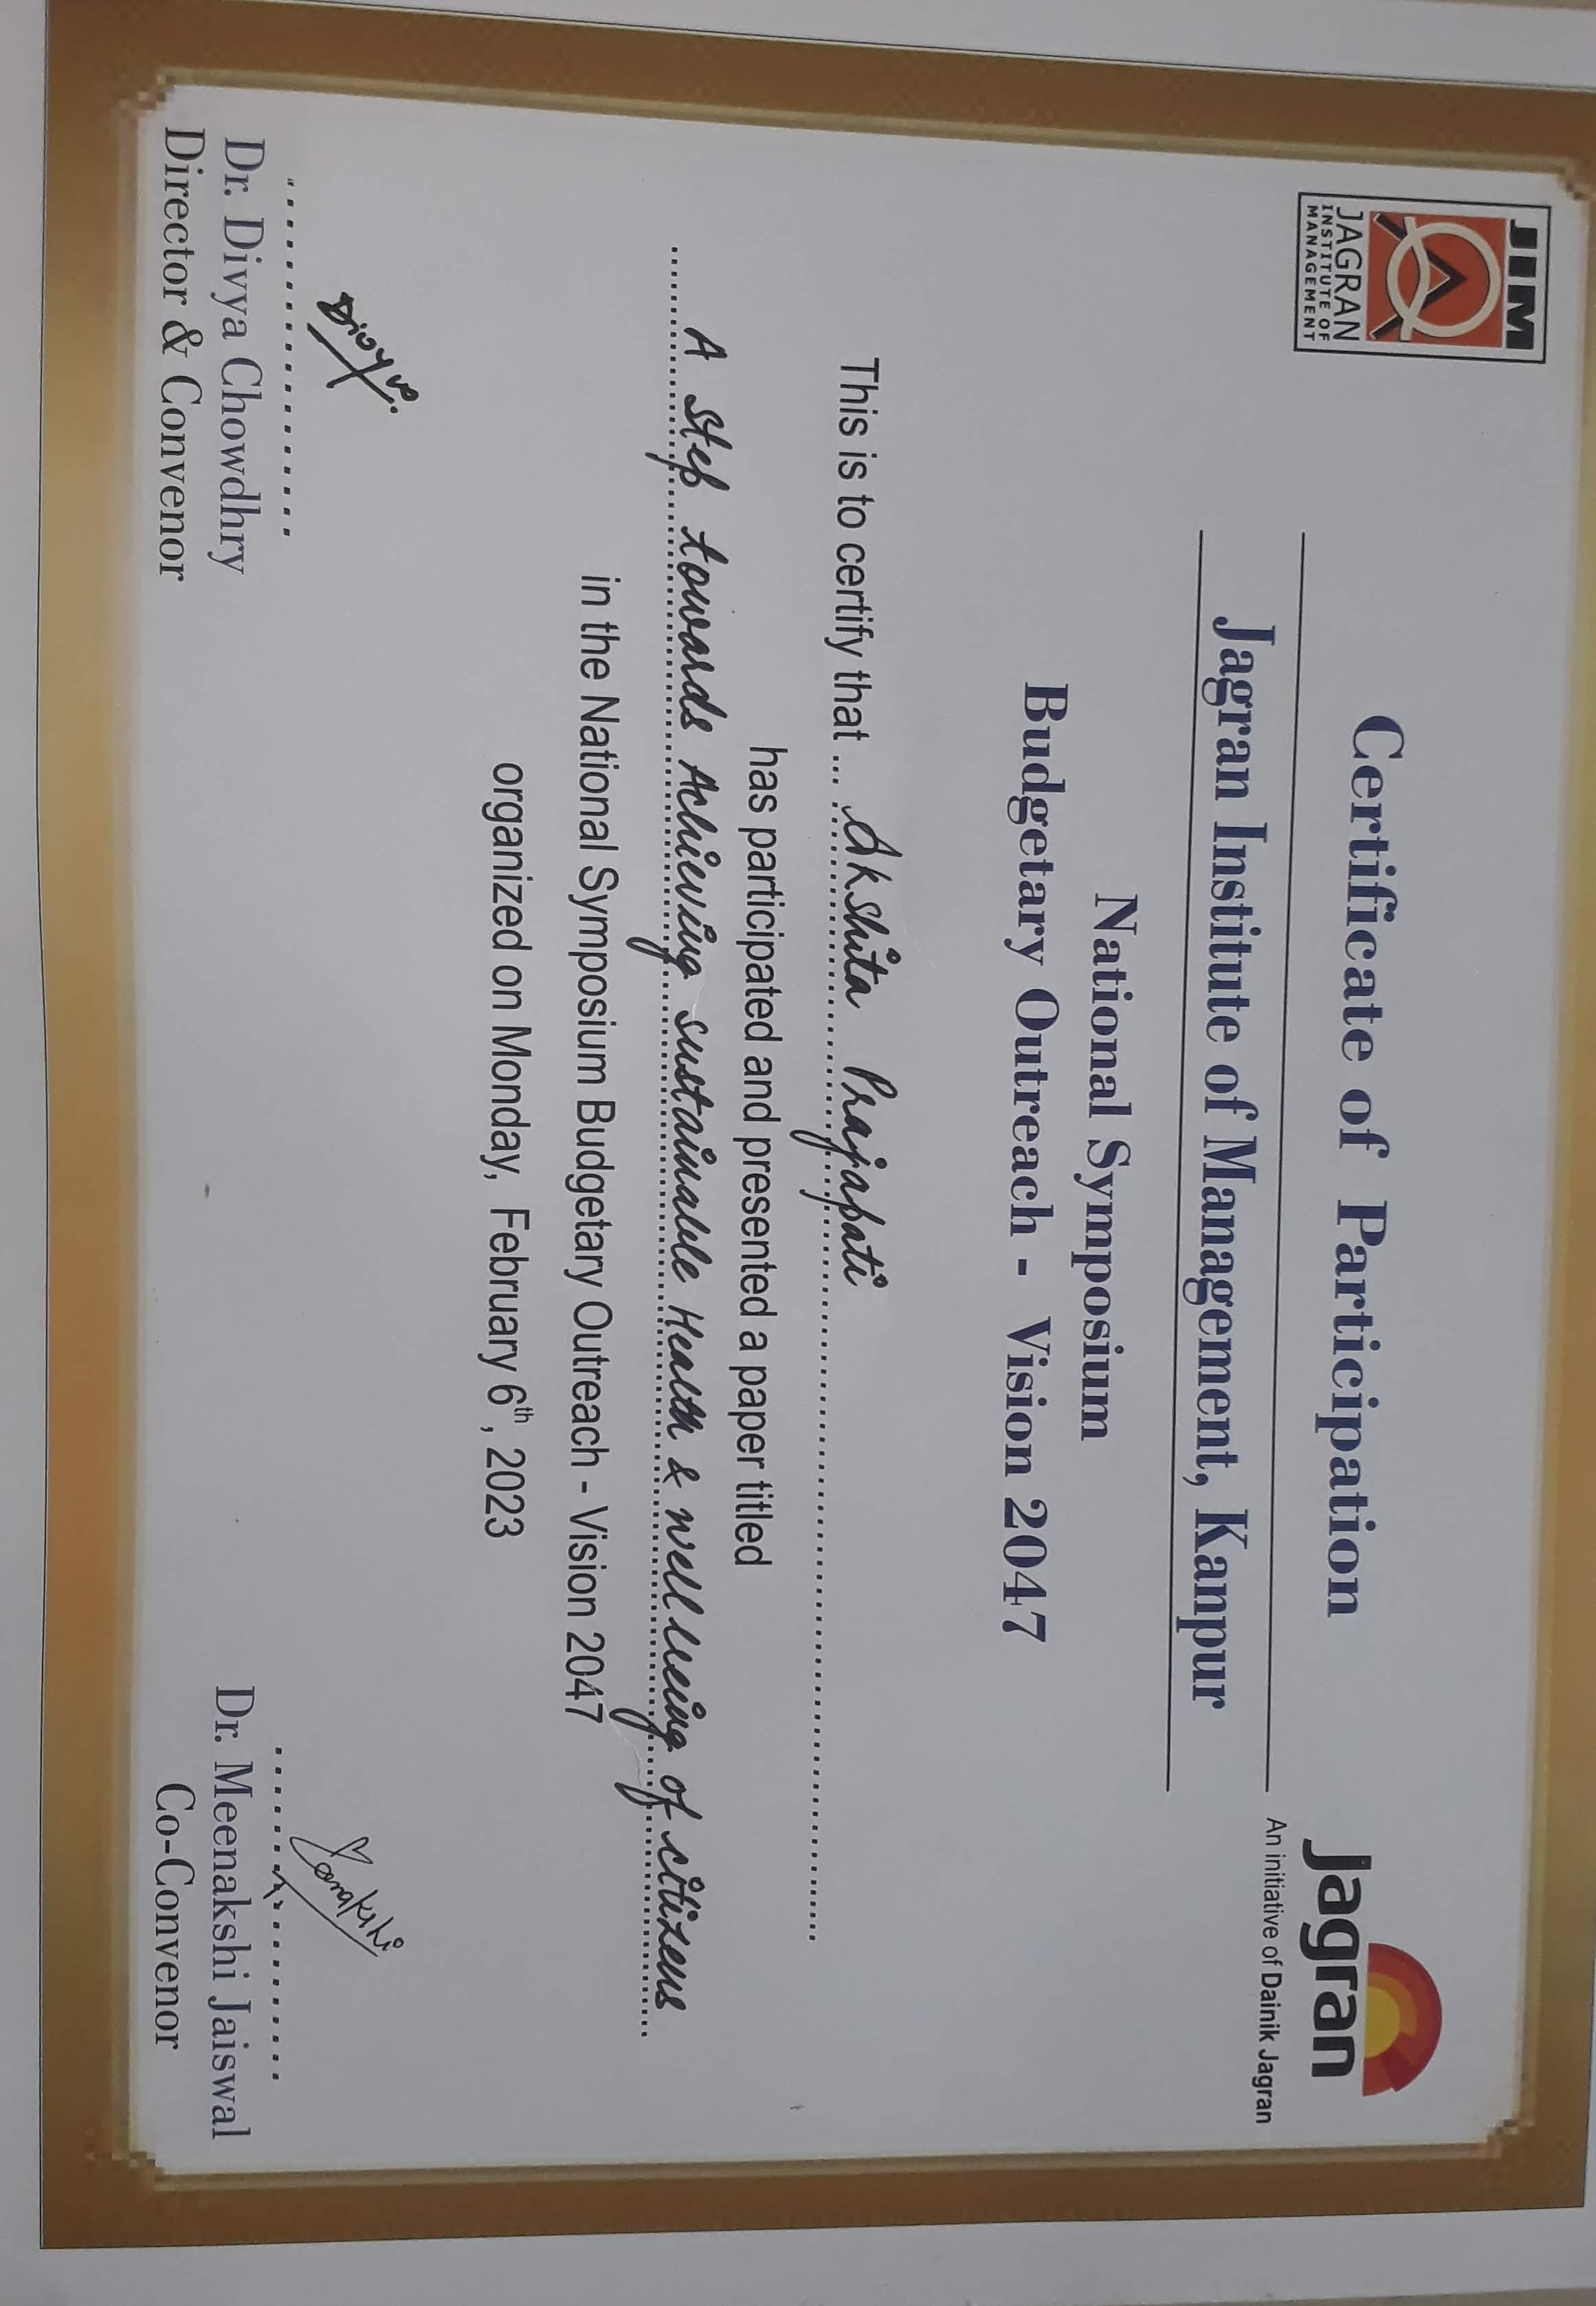 JIM
JAGRAN
INSTITUTE OF
MANAGEMENT
Jagran
An initiative of Dainik Jagran
Certificate of Participation
Jagran Institute of Management, Kanpur
National Symposium
Budgetary Outreach - Vision 2047
This is to certify that ... Akshita Prajapati
has participated and presented a paper titled
A Step towards Achieving sustainable Health & well being of citizens
in the National Symposium Budgetary Outreach - Vision 2047
organized on Monday, February 6th, 2023
Divya
Dr. Divya Chowdhry
Director & Convenor
Dr. Meenakshi Jaiswal
Co-Convenor